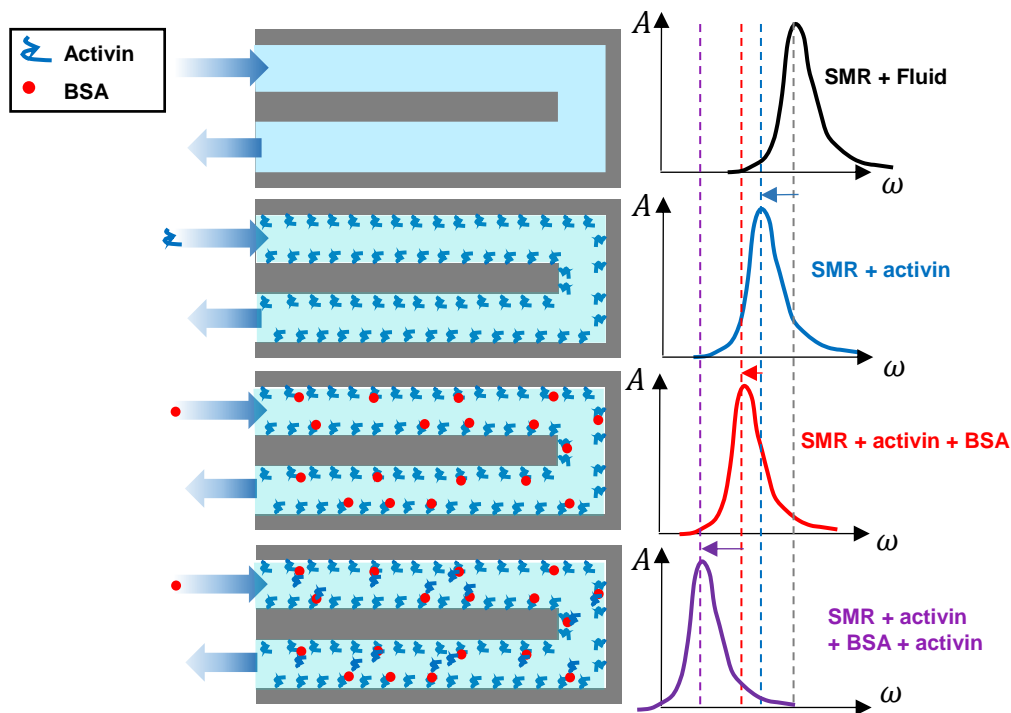 Activin
BSA
A
SMR + Fluid
ω
A
SMR + activin
ω
A
SMR + activin + BSA
ω
A
SMR + activin
+ BSA + activin
ω